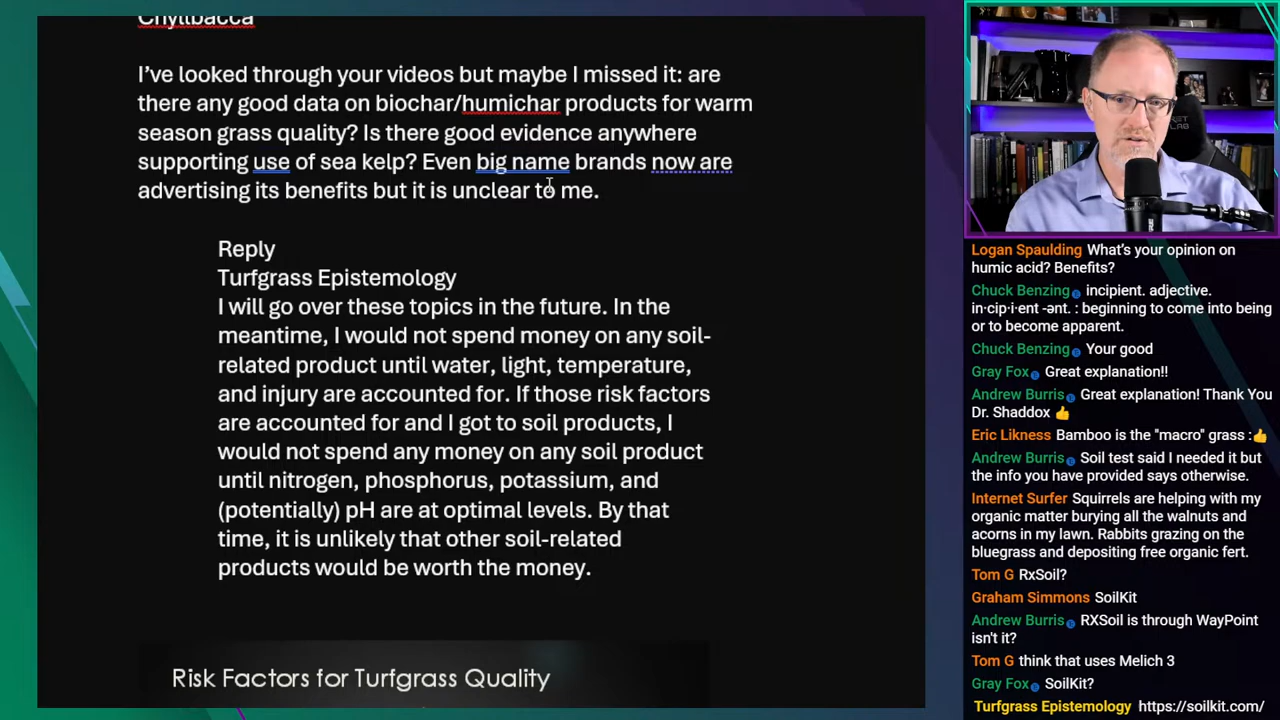 Chyllbacca
I've looked through your videos but maybe I missed it: are
there any good data on biochar/humichar products for warm
season grass quality? Is there good evidence anywhere
supporting use of sea kelp? Even big name brands now are
advertising its benefits but it is unclear to me.
Reply
Turfgrass Epistemology
I will go over these topics in the future. In the
meantime, I would not spend money on any soil-
related product until water, light, temperature,
and injury are accounted for. If those risk factors
are accounted for and I got to soil products, I
would not spend any money on any soil product
until nitrogen, phosphorus, potassium, and
(potentially) pH are at optimal levels. By that
time, it is unlikely that other soil-related
products would be worth the money.
Risk Factors for Turfgrass Quality
Logan Spaulding What's your opinion on
humic acid? Benefits?
Chuck Benzing incipient. adjective.
in·cip·i·ent -ənt. : beginning to come into being
or to become apparent.
Chuck Benzing Your good
Gray Fox Great explanation!!
Andrew Burris Great explanation! Thank You
Dr. Shaddox 👍
Eric Likness Bamboo is the "macro" grass :👍
Andrew Burris Soil test said I needed it but
the info you have provided says otherwise.
Internet Surfer Squirrels are helping with my
organic matter burying all the walnuts and
acorns in my lawn. Rabbits grazing on the
bluegrass and depositing free organic fert.
Tom G RxSoil?
Graham Simmons SoilKit
Andrew Burris RXSoil is through WayPoint
isn't it?
Tom G think that uses Melich 3
Gray Fox SoilKit?
Turfgrass Epistemology https://soilkit.com/